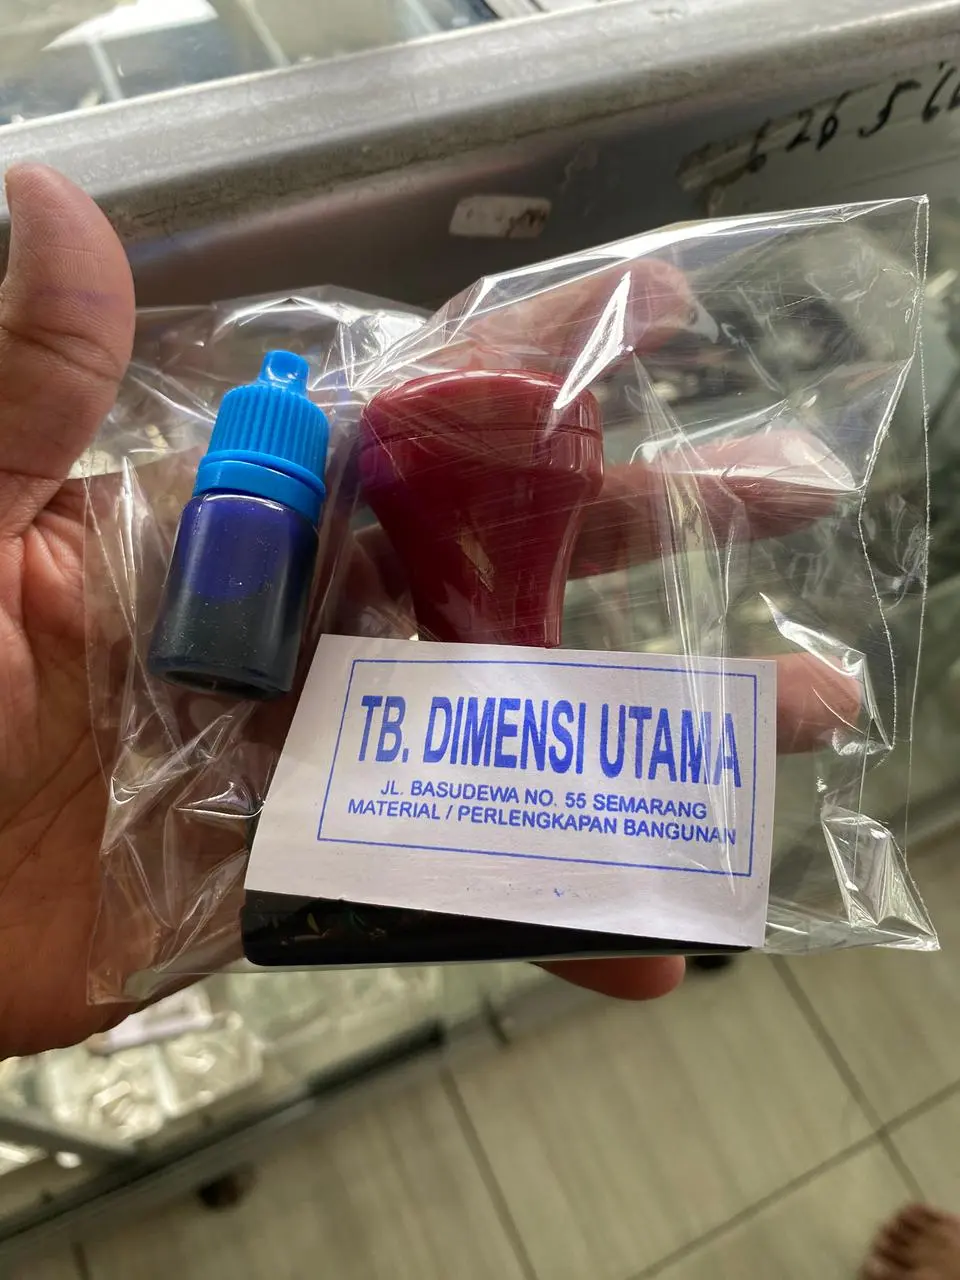 TB. DIMENSI UTAMA
JL. BASUDEWA NO. 55 SEMARANG
MATERIAL / PERLENGKAPAN BANGUNAN